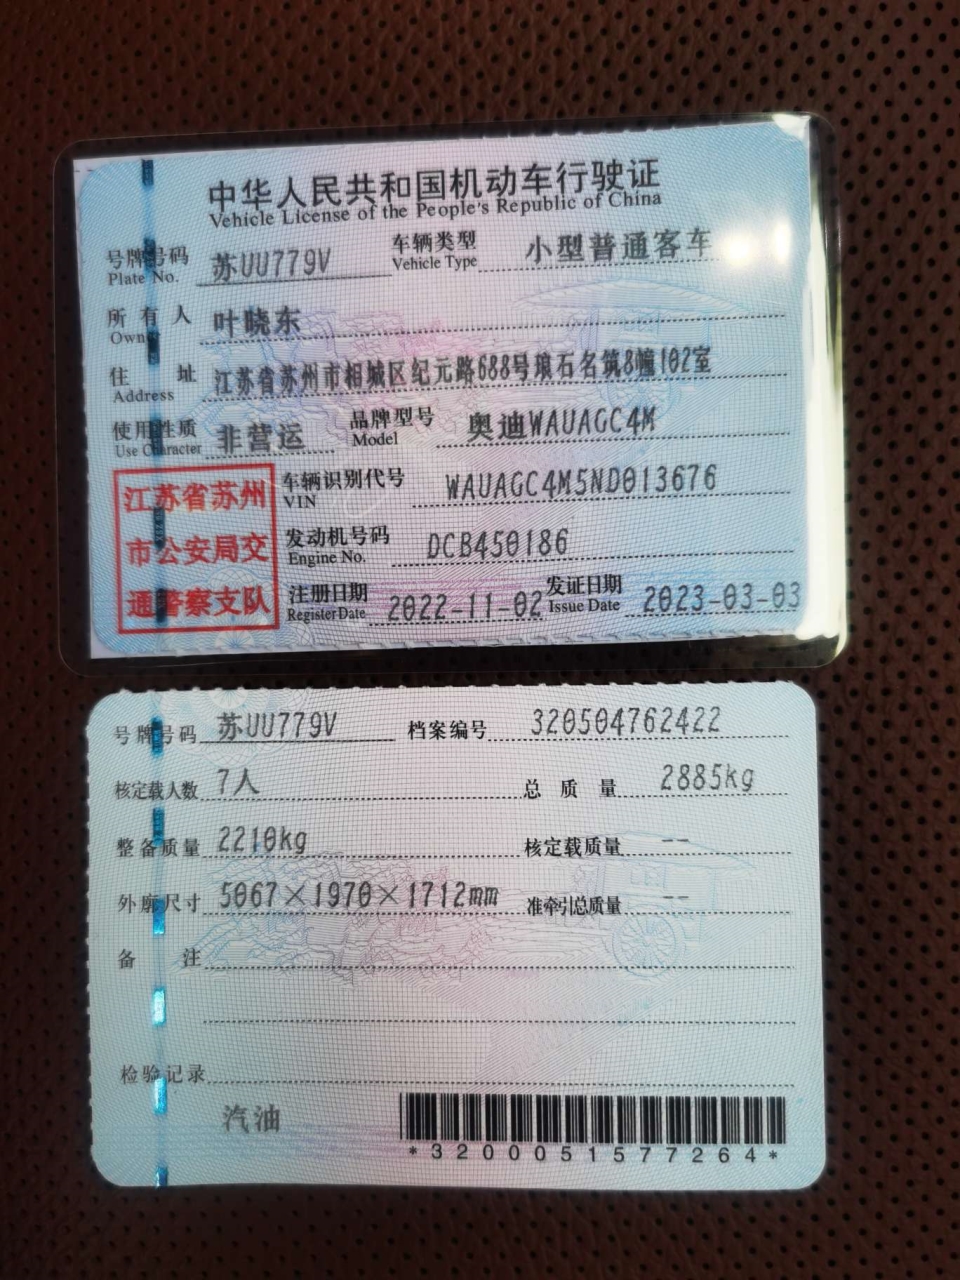 中华人民共和国机动车行驶证
Vehicle License of the People's Republic of China
号牌号码 苏UU779V 车辆类型 小型普通客车
Plate No. Vehicle Type
所有人 叶晓东
Owner
住址 江苏省苏州市相城区纪元路688号琅石名筑8幢102室
Address
使用性质 非营运 品牌型号 奥迪WAUAGC4M
Use Character Model
江苏省苏州
市公安局交
通警察支队
车辆识别代号 WAUAGC4M5ND013676
VIN
发动机号码 DCB450186
Engine No.
注册日期 2022-11-02 发证日期 2023-03-03
Register Date Issue Date
号牌号码 苏UU779V 档案编号 320504762422
核定载人数 7人 总质量 2885kg
整备质量 2210kg 核定载质量 --
外廓尺寸 5067×1970×1712mm 准牵引总质量 --
备注
检验记录
汽油
*3200051577264*